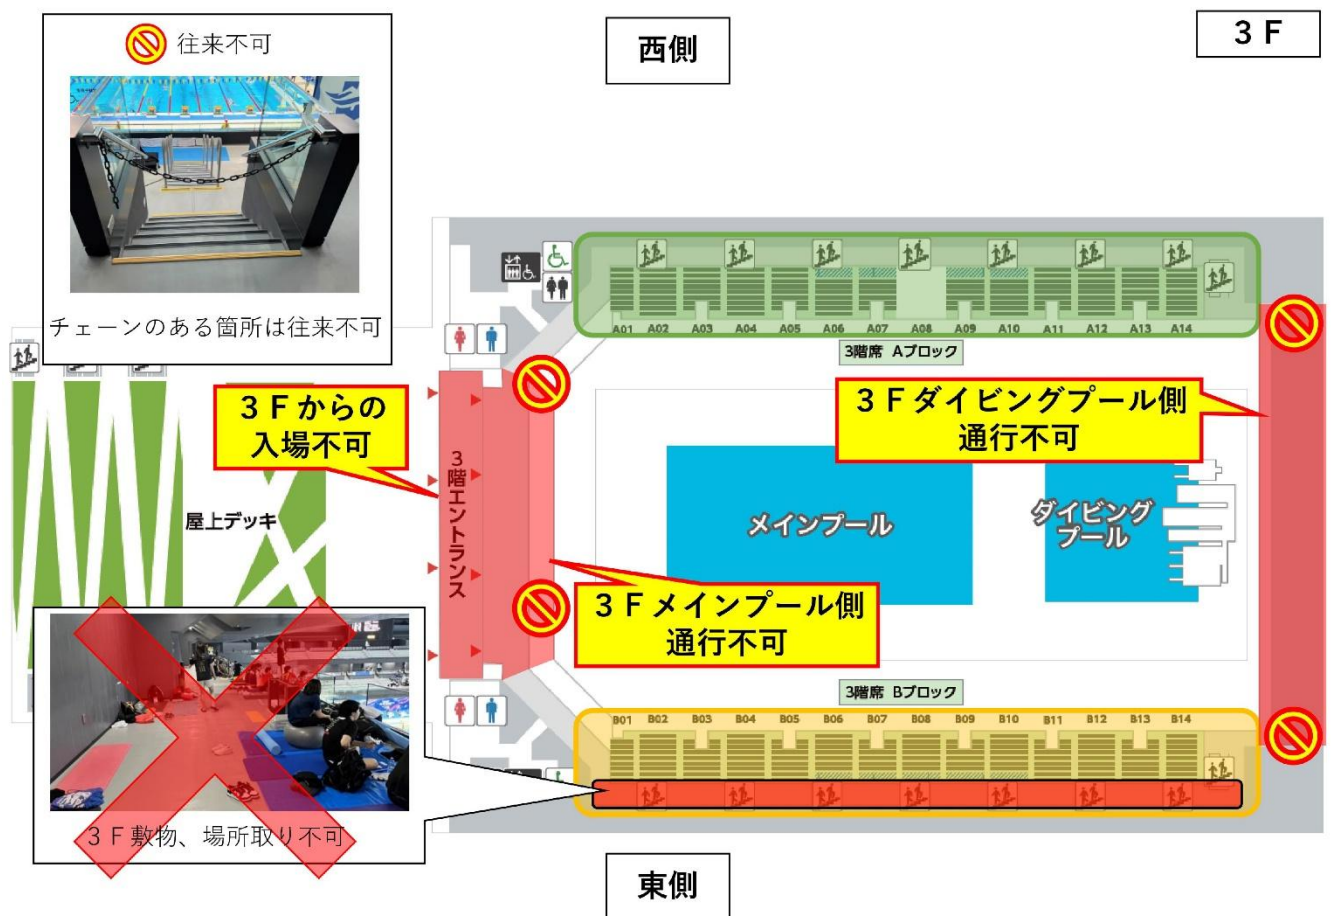 往来不可
チェーンのある箇所は往来不可
西側
３Ｆ
A01 A02 A03 A04 A05 A06 A07 A08 A09 A10 A11 A12 A13 A14
3階席 Aブロック
３Ｆからの
入場不可
３Ｆダイビングプール側
通行不可
3階エントランス
屋上デッキ
メインプール
ダイビング
プール
３Ｆメインプール側
通行不可
3階席 Bブロック
B01 B02 B03 B04 B05 B06 B07 B08 B09 B10 B11 B12 B13 B14
３Ｆ敷物、場所取り不可
東側